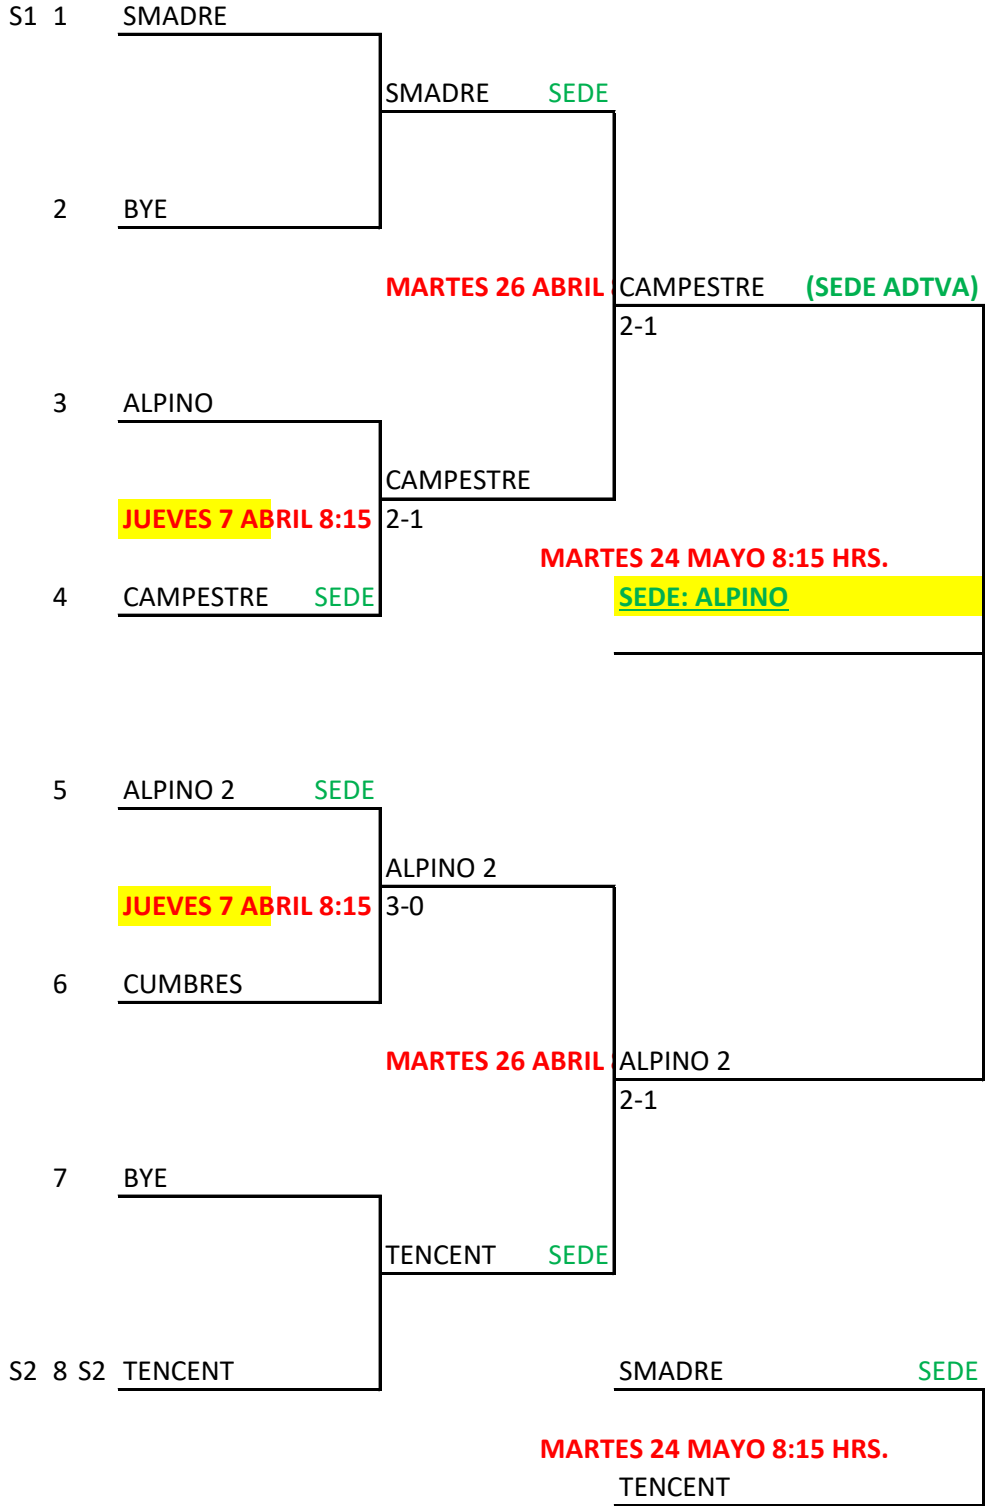 S1 1 SMADRE
SMADRE SEDE
2 BYE
MARTES 26 ABRIL CAMPESTRE (SEDE ADTVA)
2-1
3 ALPINO
CAMPESTRE
JUEVES 7 ABRIL 8:15 2-1
MARTES 24 MAYO 8:15 HRS.
4 CAMPESTRE SEDE SEDE: ALPINO
5 ALPINO 2 SEDE
ALPINO 2
JUEVES 7 ABRIL 8:15 3-0
6 CUMBRES
MARTES 26 ABRIL ALPINO 2
2-1
7 BYE
TENCENT SEDE
S2 8 S2 TENCENT SMADRE SEDE
MARTES 24 MAYO 8:15 HRS.
TENCENT